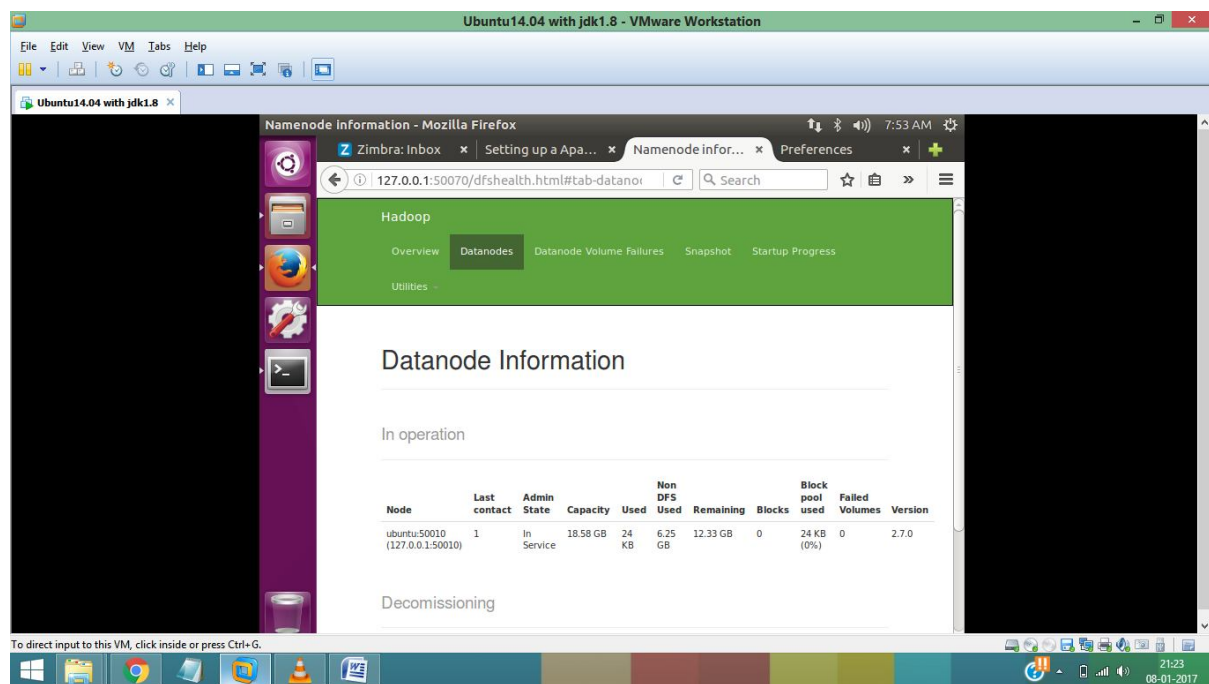 Ubuntu14.04 with jdk1.8 - VMware Workstation
File Edit View VM Tabs Help
Ubuntu14.04 with jdk1.8 ×
Namenode information - Mozilla Firefox 7:53 AM
Zimbra: Inbox × Setting up a Apa... × Namenode infor... × Preferences ×
127.0.0.1:50070/dfshealth.html#tab-datano Search »
Hadoop
Overview Datanodes Datanode Volume Failures Snapshot Startup Progress
Utilities
Datanode Information
In operation
Node Last contact Admin State Capacity Used Non DFS Used Remaining Blocks Block pool used Failed Volumes Version
ubuntu:50010 (127.0.0.1:50010) 1 In Service 18.58 GB 24 KB 6.25 GB 12.33 GB 0 24 KB (0%) 0 2.7.0
Decomissioning
To direct input to this VM, click inside or press Ctrl+G.
21:23
08-01-2017